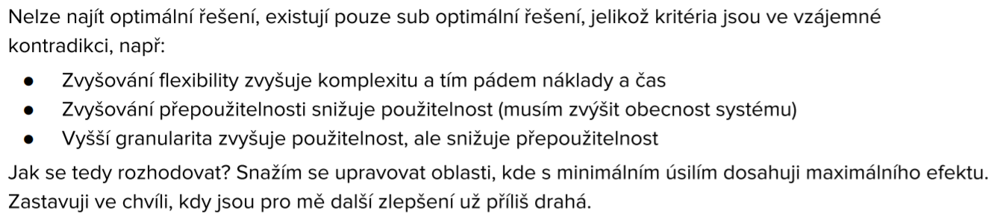 Nelze najít optimální řešení, existují pouze sub optimální řešení, jelikož kritéria jsou ve vzájemné
kontradikci, např:
● Zvyšování flexibility zvyšuje komplexitu a tím pádem náklady a čas
● Zvyšování přepoužitelnosti snižuje použitelnost (musím zvýšit obecnost systému)
● Vyšší granularita zvyšuje použitelnost, ale snižuje přepoužitelnost
Jak se tedy rozhodovat? Snažím se upravovat oblasti, kde s minimálním úsilím dosahuji maximálního efektu.
Zastavuji ve chvíli, kdy jsou pro mě další zlepšení už příliš drahá.